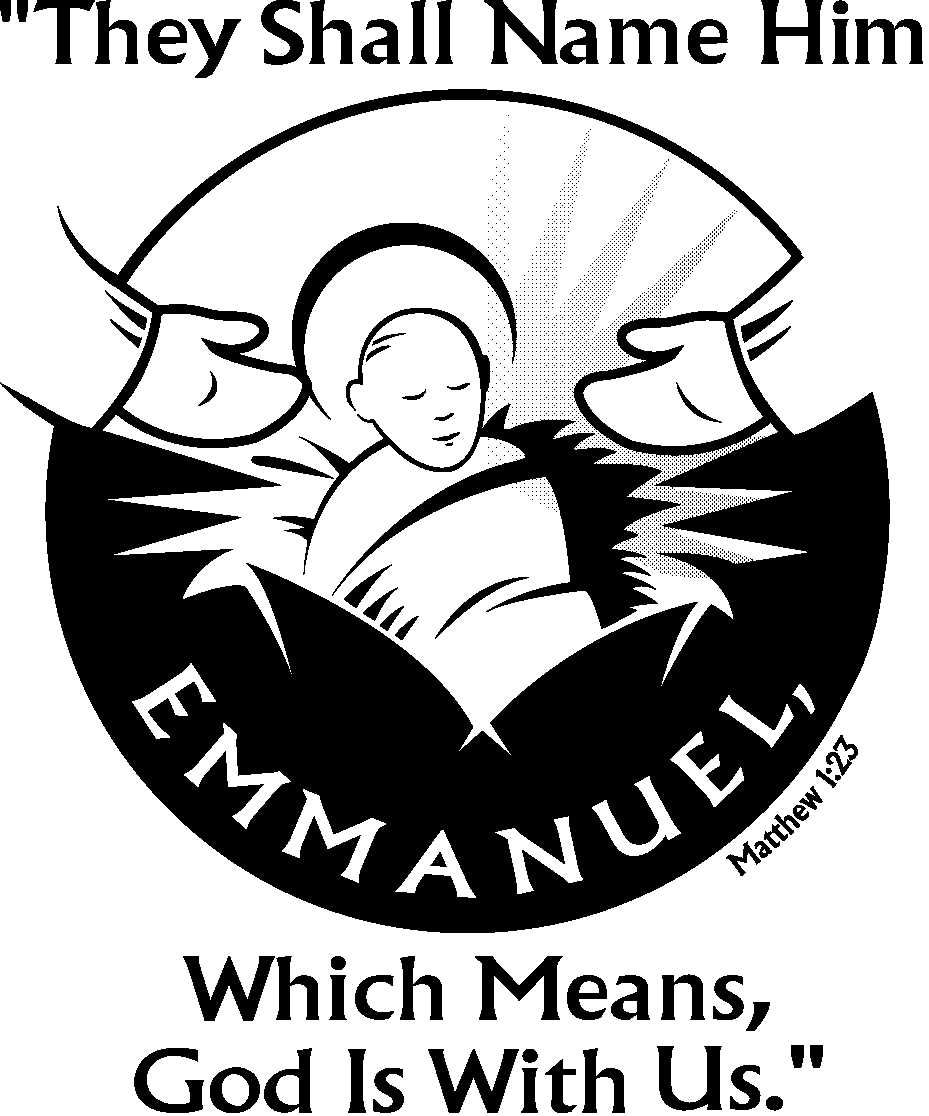 "They Shall Name Him
EMMANUEL,
Matthew 1:23
Which Means,
God Is With Us."